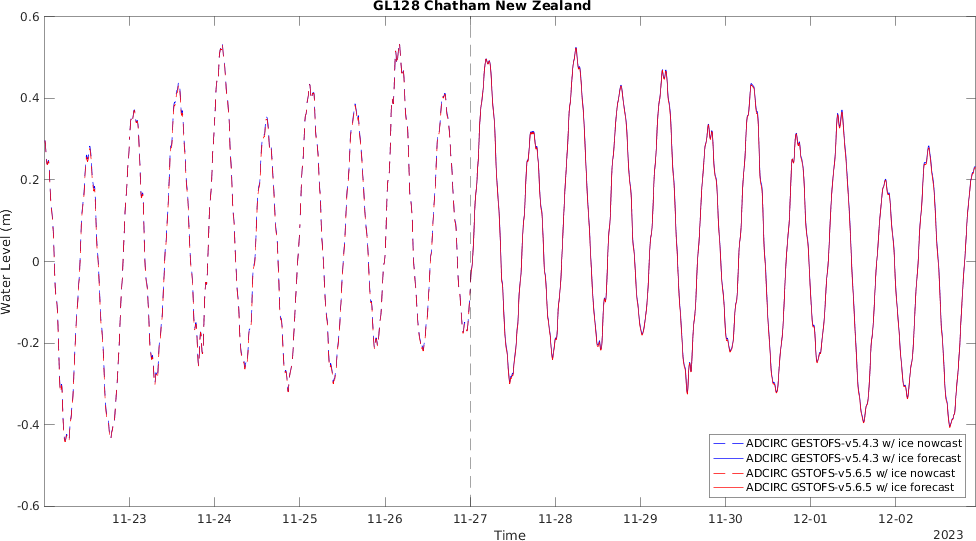 GL128 Chatham New Zealand
0.6
0.4
0.2
0
-0.2
-0.4
-0.6
Water Level (m)
ADCIRC GESTOFS-v5.4.3 w/ ice nowcast
ADCIRC GESTOFS-v5.4.3 w/ ice forecast
ADCIRC GSTOFS-v5.6.5 w/ ice nowcast
ADCIRC GSTOFS-v5.6.5 w/ ice forecast
11-23 11-24 11-25 11-26 11-27 11-28 11-29 11-30 12-01 12-02
Time
2023